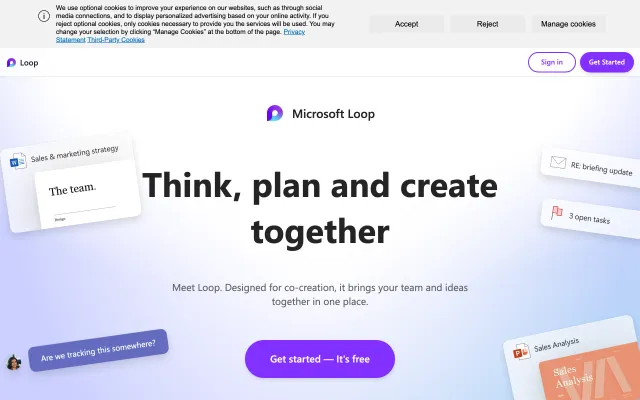 We use optional cookies to improve your experience on our websites, such as through social
media connections, and to display personalized advertising based on your online activity. If you
reject optional cookies, only cookies necessary to provide you the services will be used. You may
change your selection by clicking "Manage Cookies" at the bottom of the page. Privacy
Statement Third-Party Cookies
Accept
Reject
Manage cookies
Loop
Sign in
Get Started
Microsoft Loop
Sales & marketing strategy
The team.
Think, plan and create
together
RE: briefing update
3 open tasks
Meet Loop. Designed for co-creation, it brings your team and ideas
together in one place.
Are we tracking this somewhere?
Get started — It's free
Sales Analysis
Sales
Analysis